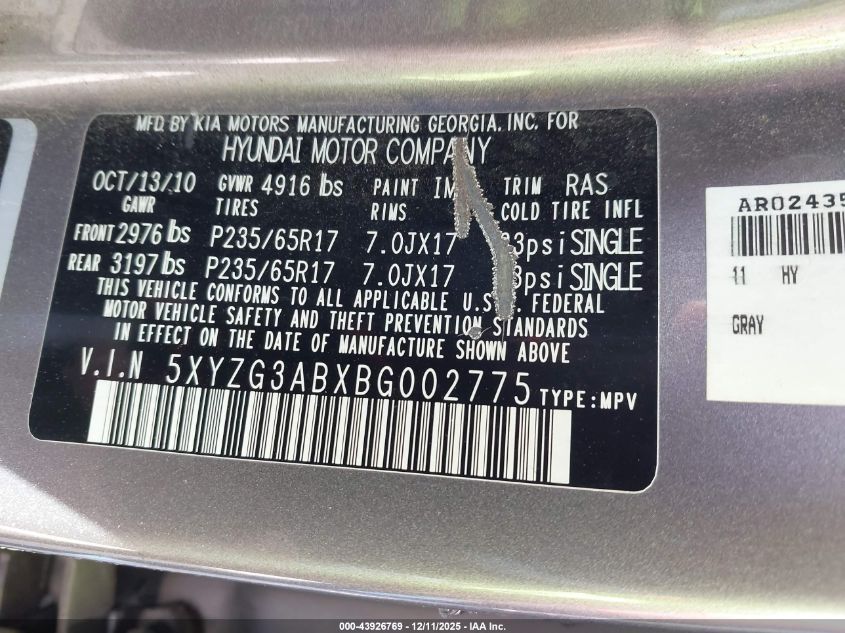 MFD. BY KIA MOTORS MANUFACTURING GEORGIA. INC. FOR
HYUNDAI MOTOR COMPANY
OCT/13/10 GVWR 4916 lbs PAINT TRIM RAS
GAWR TIRES RIMS COLD TIRE INFL
FRONT 2976 lbs P235/65R17 7.0JX17 SINGLE
REAR 3197 lbs P235/65R17 7.0JX17 SINGLE
THIS VEHICLE CONFORMS TO ALL APPLICABLE U.S. FEDERAL
MOTOR VEHICLE SAFETY AND THEFT PREVENTION STANDARDS
IN EFFECT ON THE DATE OF MANUFACTURE SHOWN ABOVE
V.I.N 5XYZG3ABXBG002775 TYPE:MPV
AR02435
11 HY
GRAY
000-43926769 - 12/11/2025 - IAA Inc.